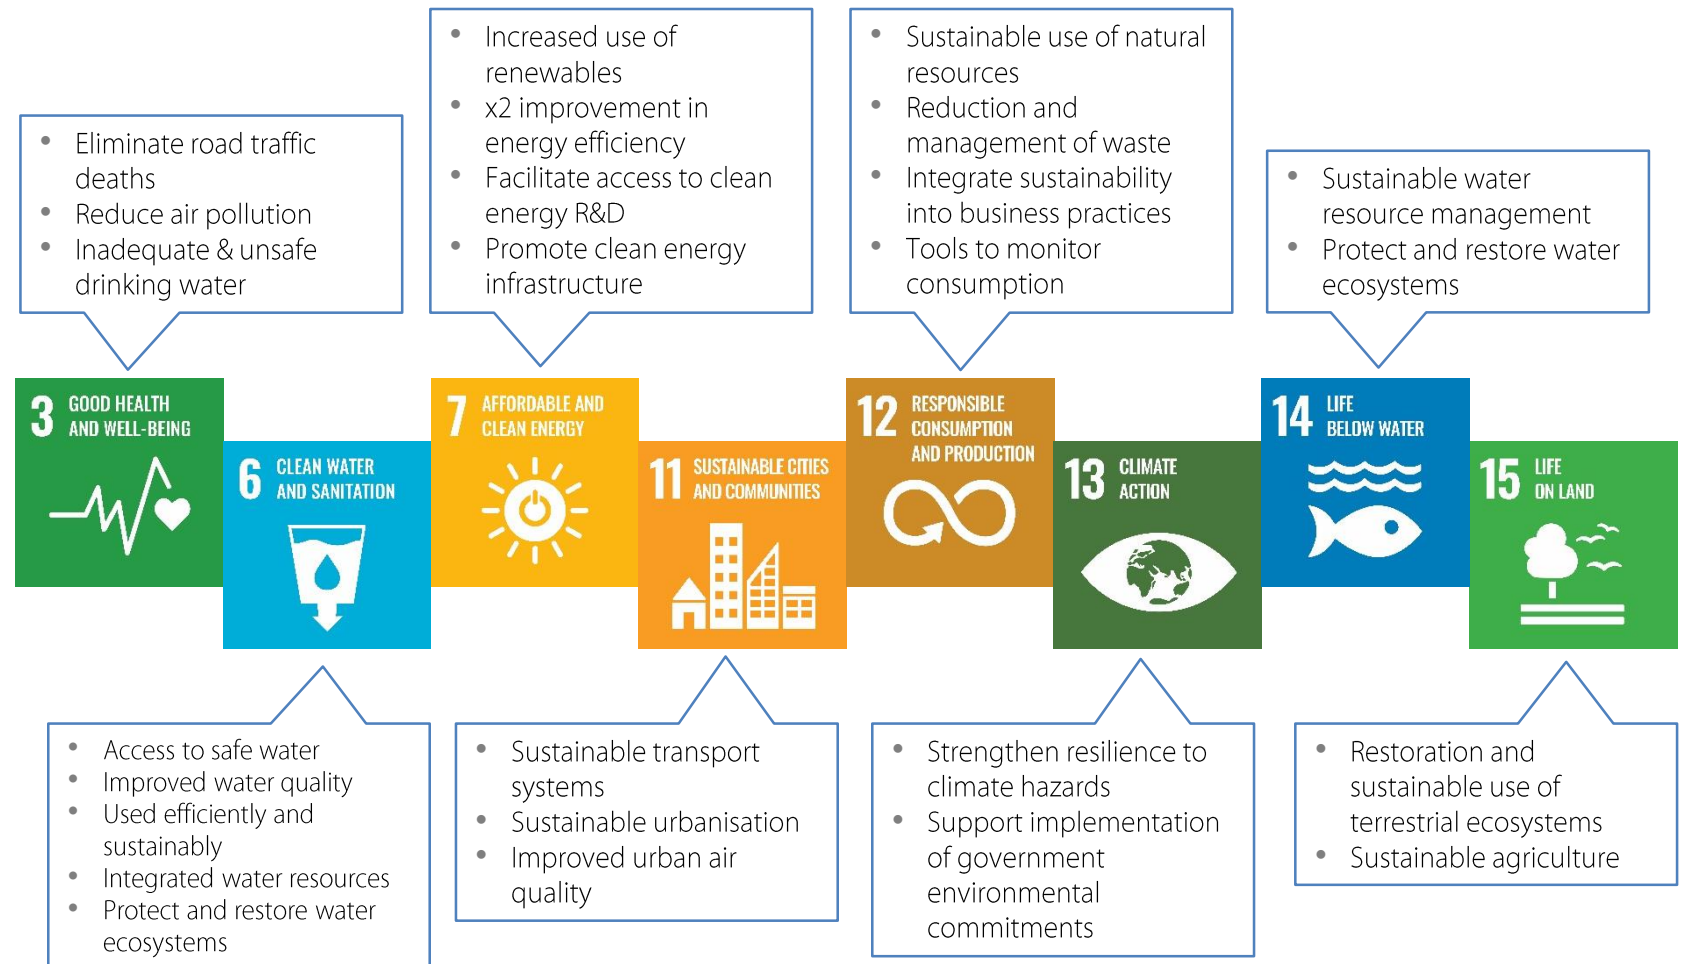 • Eliminate road traffic
deaths
• Reduce air pollution
• Inadequate & unsafe
drinking water
• Increased use of
renewables
• x2 improvement in
energy efficiency
• Facilitate access to clean
energy R&D
• Promote clean energy
infrastructure
• Sustainable use of natural
resources
• Reduction and
management of waste
• Integrate sustainability
into business practices
• Tools to monitor
consumption
• Sustainable water
resource management
• Protect and restore water
ecosystems
3 GOOD HEALTH
AND WELL-BEING
6 CLEAN WATER
AND SANITATION
7 AFFORDABLE AND
CLEAN ENERGY
11 SUSTAINABLE CITIES
AND COMMUNITIES
12 RESPONSIBLE
CONSUMPTION
AND PRODUCTION
13 CLIMATE
ACTION
14 LIFE
BELOW WATER
15 LIFE
ON LAND
• Access to safe water
• Improved water quality
• Used efficiently and
sustainably
• Integrated water resources
• Protect and restore water
ecosystems
• Sustainable transport
systems
• Sustainable urbanisation
• Improved urban air
quality
• Strengthen resilience to
climate hazards
• Support implementation
of government
environmental
commitments
• Restoration and
sustainable use of
terrestrial ecosystems
• Sustainable agriculture